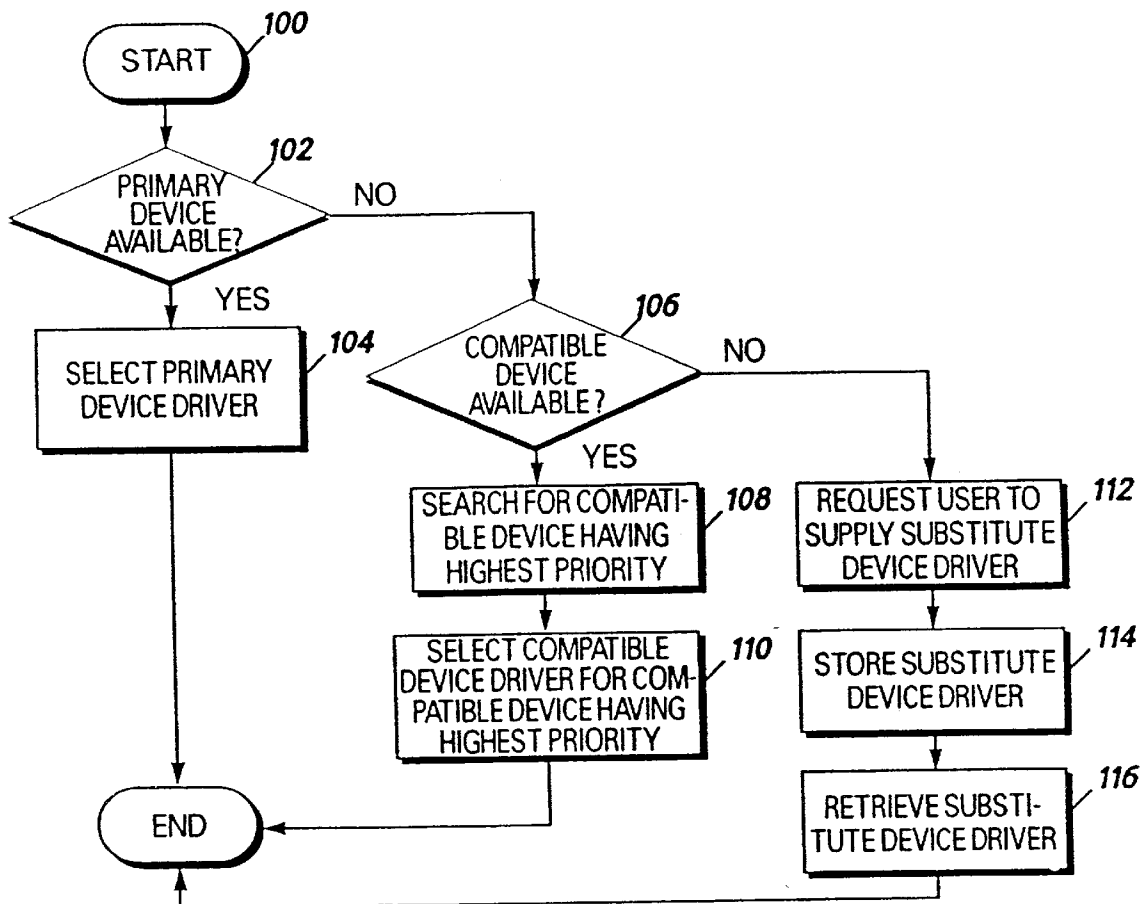 100
START
102
PRIMARY
DEVICE
AVAILABLE?
NO
YES
104
SELECT PRIMARY
DEVICE DRIVER
106
COMPATIBLE
DEVICE
AVAILABLE?
NO
YES
108
SEARCH FOR COMPATI-
BLE DEVICE HAVING
HIGHEST PRIORITY
110
SELECT COMPATIBLE
DEVICE DRIVER FOR COM-
PATIBLE DEVICE HAVING
HIGHEST PRIORITY
112
REQUEST USER TO
SUPPLY SUBSTITUTE
DEVICE DRIVER
114
STORE SUBSTITUTE
DEVICE DRIVER
116
RETRIEVE SUBSTI-
TUTE DEVICE DRIVER
END